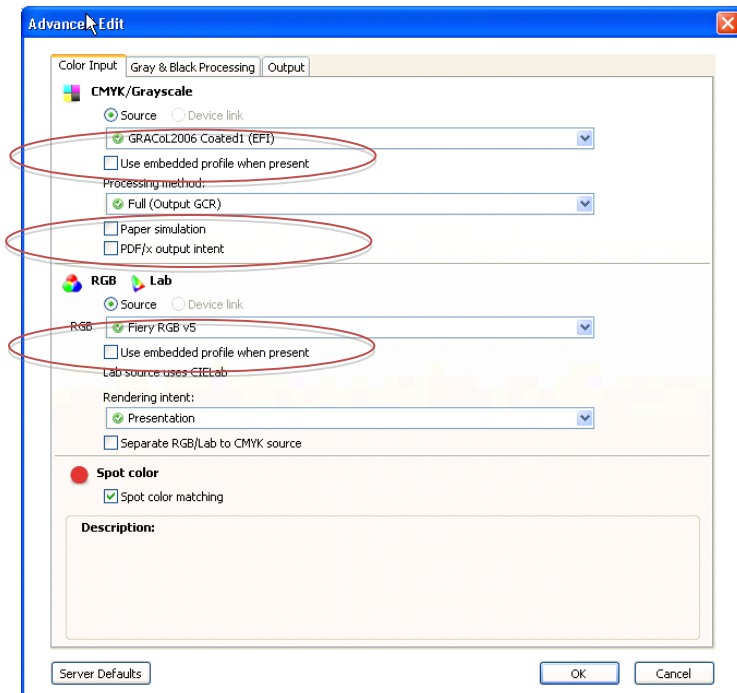 Advanced Edit
Color Input Gray & Black Processing Output
CMYK/Grayscale
Source Device link
GRACoL2006 Coated1 (EFI)
Use embedded profile when present
Processing method:
Full (Output GCR)
Paper simulation
PDF/x output intent
RGB Lab
Source Device link
RGB Fiery RGB v5
Use embedded profile when present
Lab source uses CIELab
Rendering intent:
Presentation
Separate RGB/Lab to CMYK source
Spot color
Spot color matching
Description:
Server Defaults OK Cancel